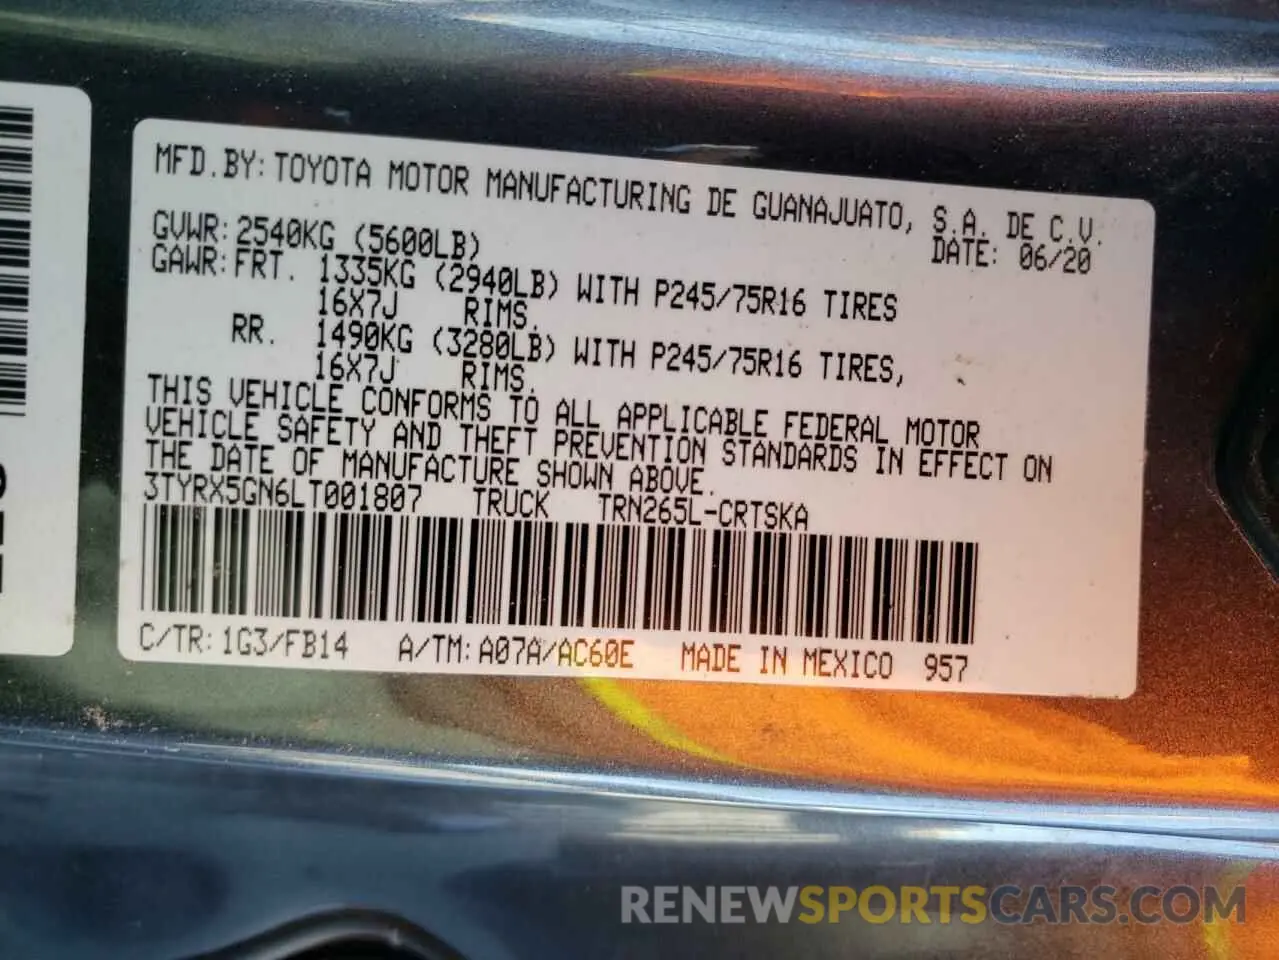 MFD.BY: TOYOTA MOTOR MANUFACTURING DE GUANAJUATO, S.A. DE C.V.
GVWR: 2540KG (5600LB) DATE: 06/20
GAWR: FRT. 1335KG (2940LB) WITH P245/75R16 TIRES
16X7J RIMS.
RR. 1490KG (3280LB) WITH P245/75R16 TIRES,
16X7J RIMS.
THIS VEHICLE CONFORMS TO ALL APPLICABLE FEDERAL MOTOR
VEHICLE SAFETY AND THEFT PREVENTION STANDARDS IN EFFECT ON
THE DATE OF MANUFACTURE SHOWN ABOVE.
3TYRX5GN6LT001807 TRUCK TRN265L-CRTSKA
C/TR: 1G3/FB14 A/TM: A07A/AC60E MADE IN MEXICO 957
RENEWSPORTSCARS.COM